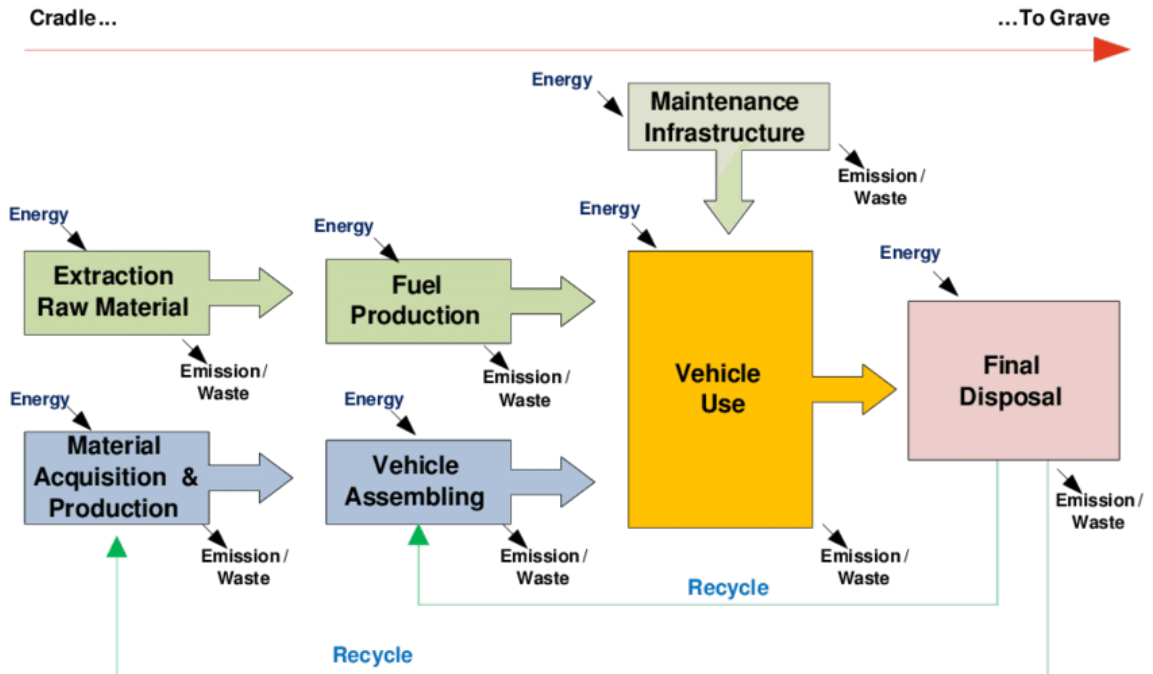 Cradle...
...To Grave
Energy
Maintenance
Infrastructure
Emission/
Waste
Energy
Extraction
Raw Material
Emission/
Waste
Energy
Fuel
Production
Emission/
Waste
Energy
Vehicle
Use
Emission/
Waste
Energy
Final
Disposal
Emission/
Waste
Energy
Material
Acquisition &
Production
Emission/
Waste
Energy
Vehicle
Assembling
Emission/
Waste
Recycle
Recycle